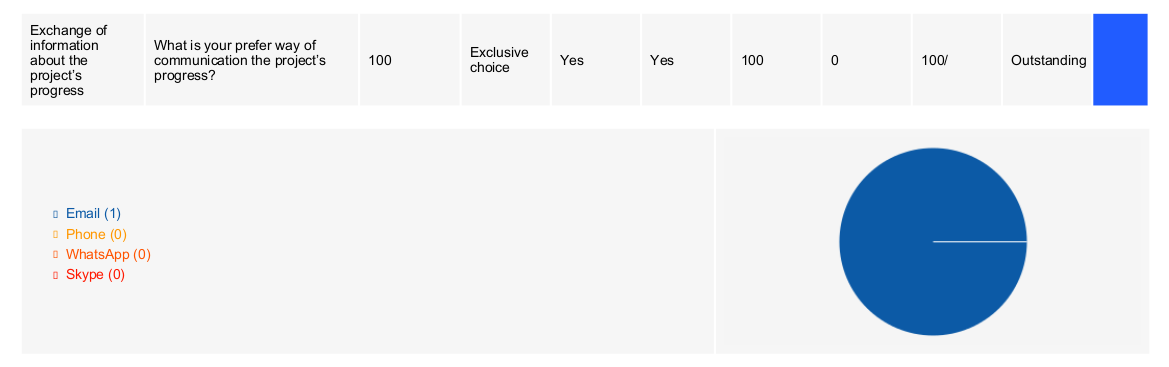 Exchange of
information
about the
project's
progress
What is your prefer way of
communication the project's
progress?
100
Exclusive
choice
Yes
Yes
100
0
100/
Outstanding
Email (1)
Phone (0)
WhatsApp (0)
Skype (0)